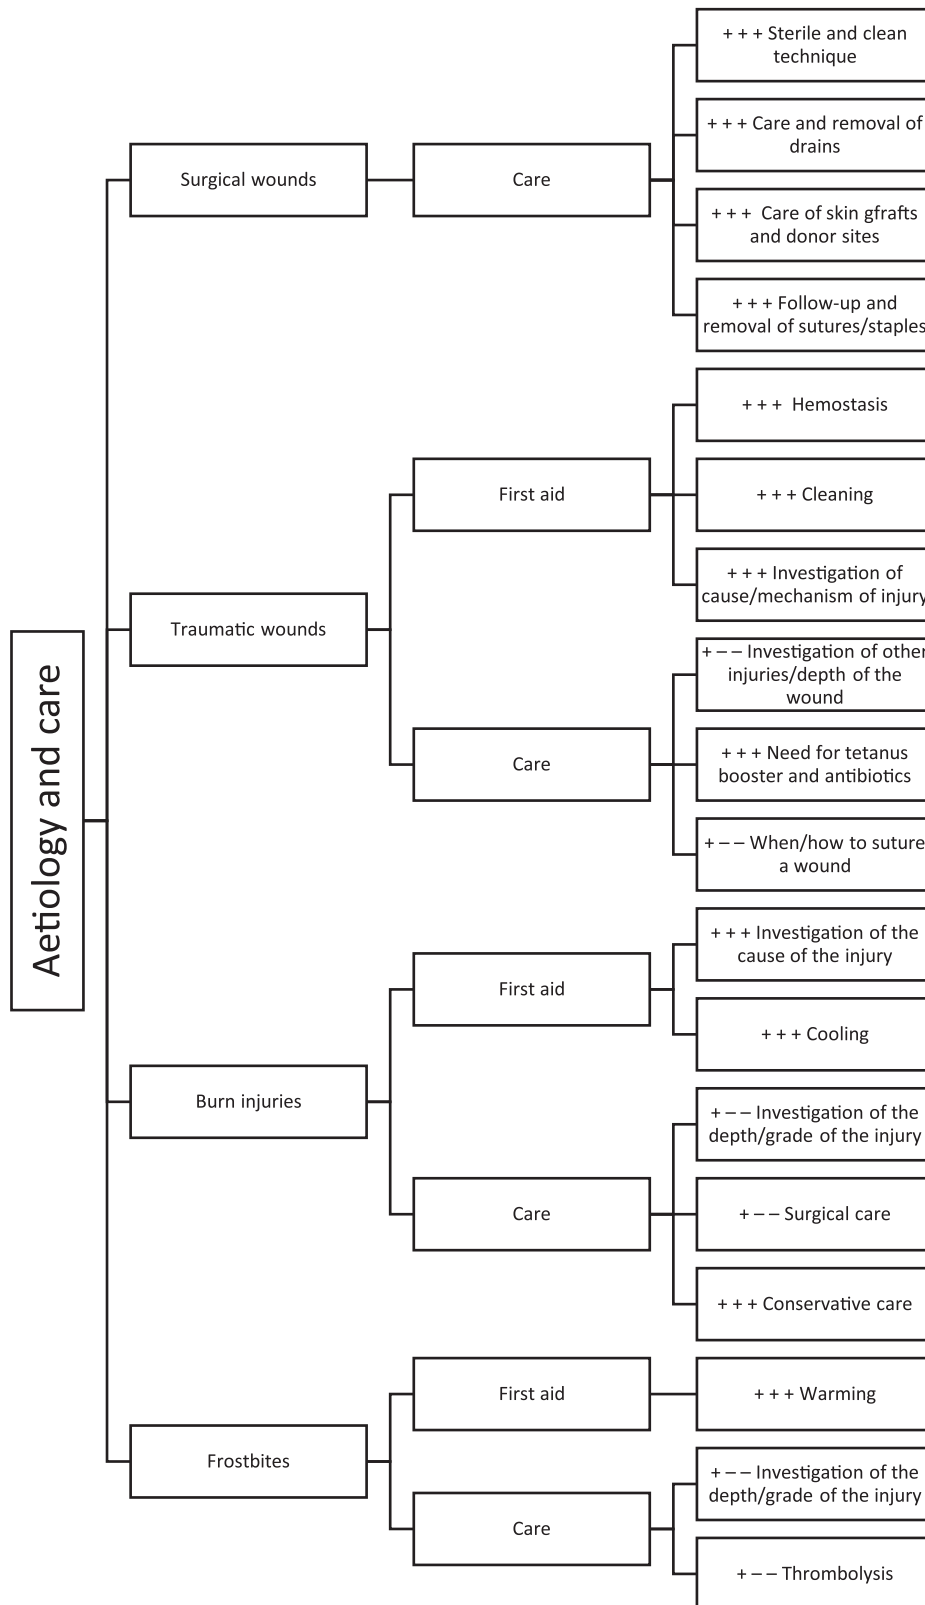 Aetiology and care
Surgical wounds
Care
+ + + Sterile and clean
technique
+ + + Care and removal of
drains
+ + + Care of skin gfrafts
and donor sites
+ + + Follow-up and
removal of sutures/staples
Traumatic wounds
First aid
+ + + Hemostasis
+ + + Cleaning
+ + + Investigation of
cause/mechanism of injury
Care
+ – – Investigation of other
injuries/depth of the
wound
+ + + Need for tetanus
booster and antibiotics
+ – – When/how to suture
a wound
Burn injuries
First aid
+ + + Investigation of the
cause of the injury
+ + + Cooling
Care
+ – – Investigation of the
depth/grade of the injury
+ – – Surgical care
+ + + Conservative care
Frostbites
First aid
+ + + Warming
Care
+ – – Investigation of the
depth/grade of the injury
+ – – Thrombolysis